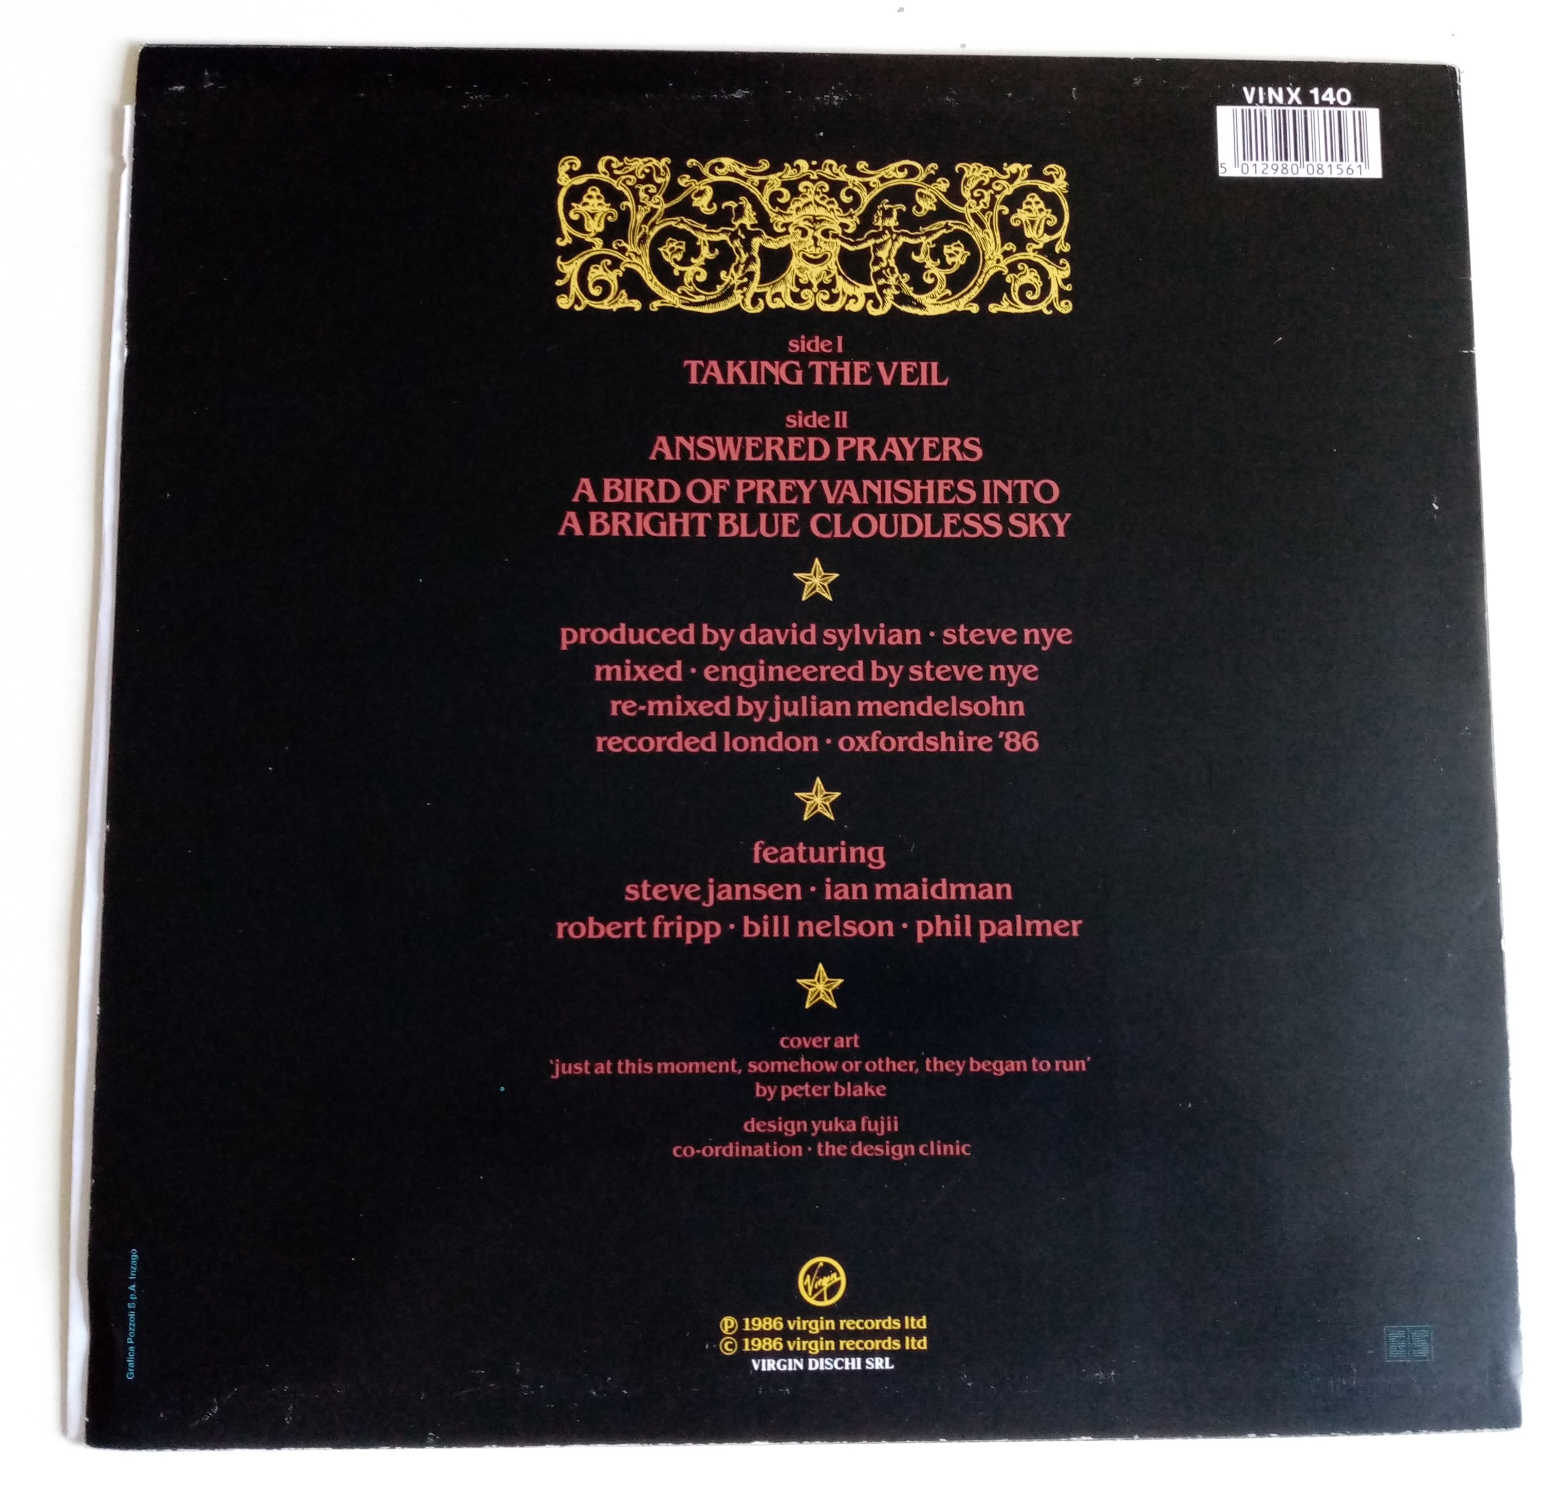 VINX 140
5 012980 081561
side I
TAKING THE VEIL
side II
ANSWERED PRAYERS
A BIRD OF PREY VANISHES INTO
A BRIGHT BLUE CLOUDLESS SKY
produced by david sylvian · steve nye
mixed · engineered by steve nye
re-mixed by julian mendelsohn
recorded london · oxfordshire '86
featuring
steve jansen · ian maidman
robert fripp · bill nelson · phil palmer
cover art
'just at this moment, somehow or other, they began to run'
by peter blake
design yuka fujii
co-ordination · the design clinic
Virgin
℗ 1986 virgin records ltd
© 1986 virgin records ltd
VIRGIN DISCHI SRL
Grafica Pozzoli S.p.A. Inzago